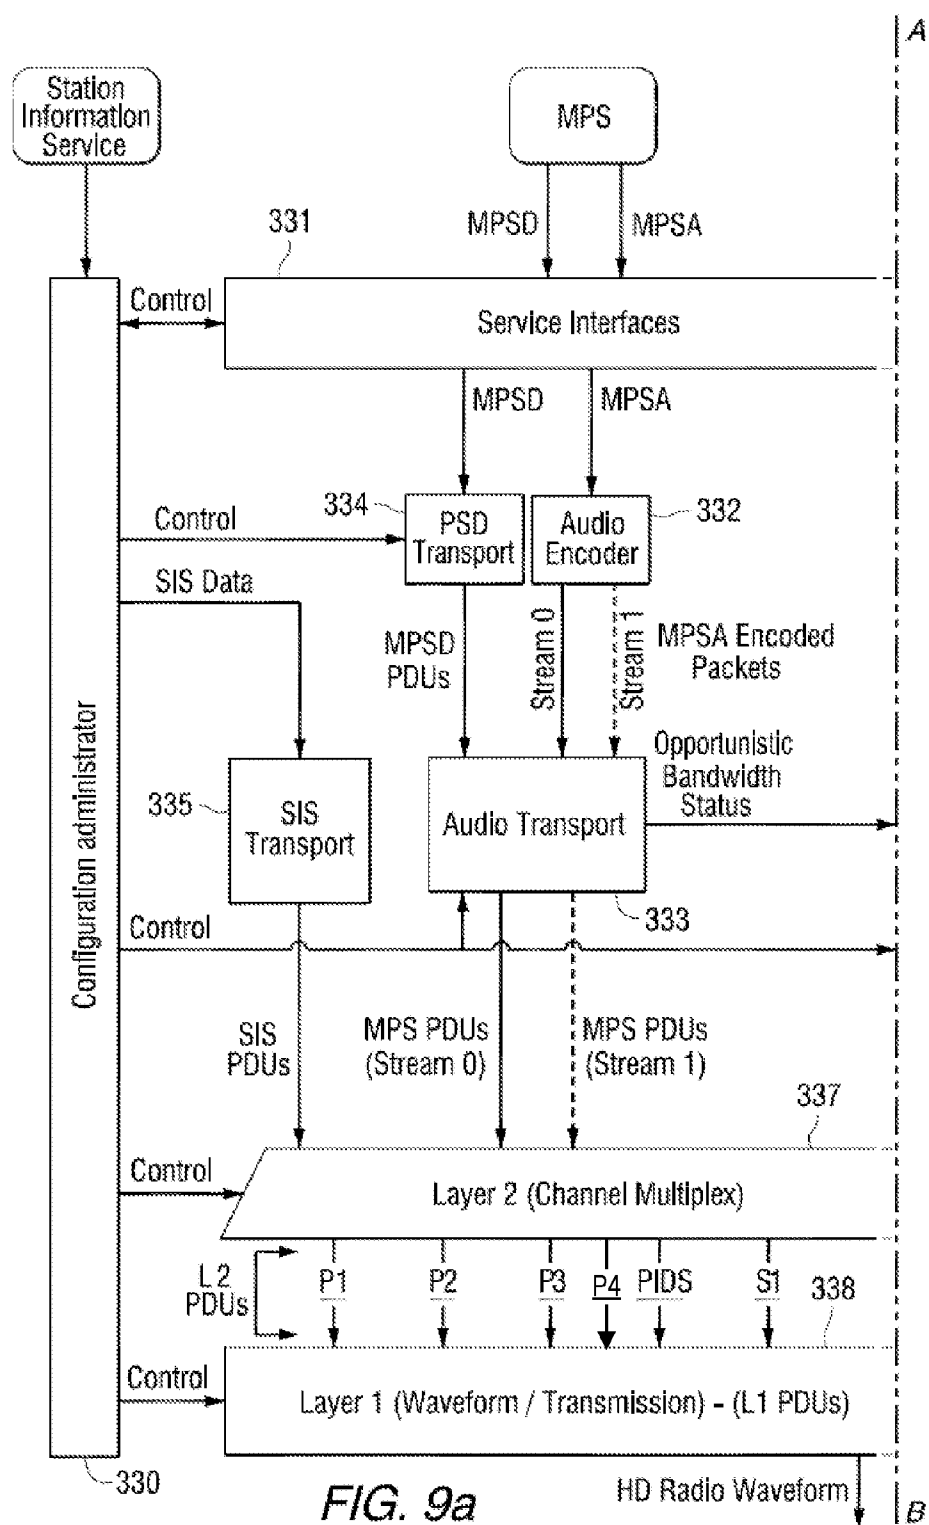 A
Station
Information
Service
MPS
331
MPSD
MPSA
Control
Service Interfaces
MPSD
MPSA
334
332
Control
PSD
Transport
Audio
Encoder
SIS Data
MPSD
PDUs
Stream 0
Stream 1
MPSA Encoded
Packets
Configuration administrator
335
SIS
Transport
Audio Transport
Opportunistic
Bandwidth
Status
333
Control
SIS
PDUs
MPS PDUs
(Stream 0)
MPS PDUs
(Stream 1)
337
Control
Layer 2 (Channel Multiplex)
L2
PDUs
P1
P2
P3
P4
PIDS
S1
338
Control
Layer 1 (Waveform / Transmission) - (L1 PDUs)
330
FIG. 9a
HD Radio Waveform
B